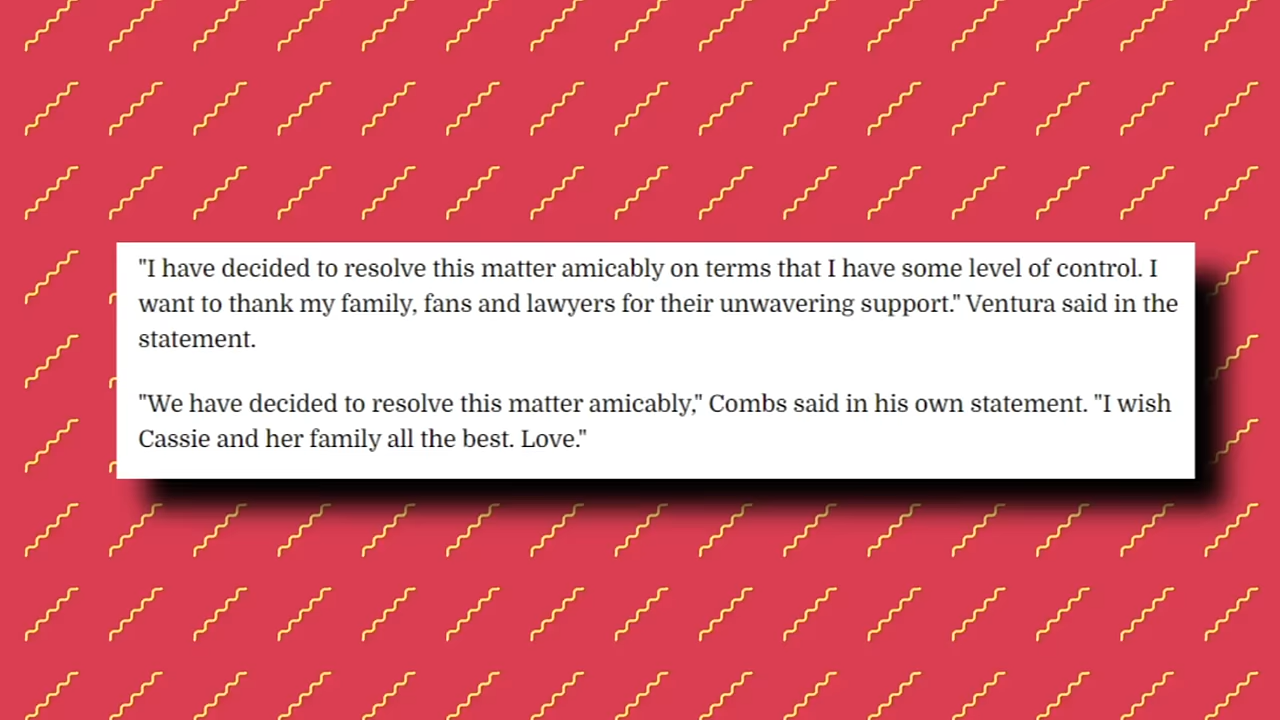 "I have decided to resolve this matter amicably on terms that I have some level of control. I
want to thank my family, fans and lawyers for their unwavering support." Ventura said in the
statement.
"We have decided to resolve this matter amicably," Combs said in his own statement. "I wish
Cassie and her family all the best. Love."